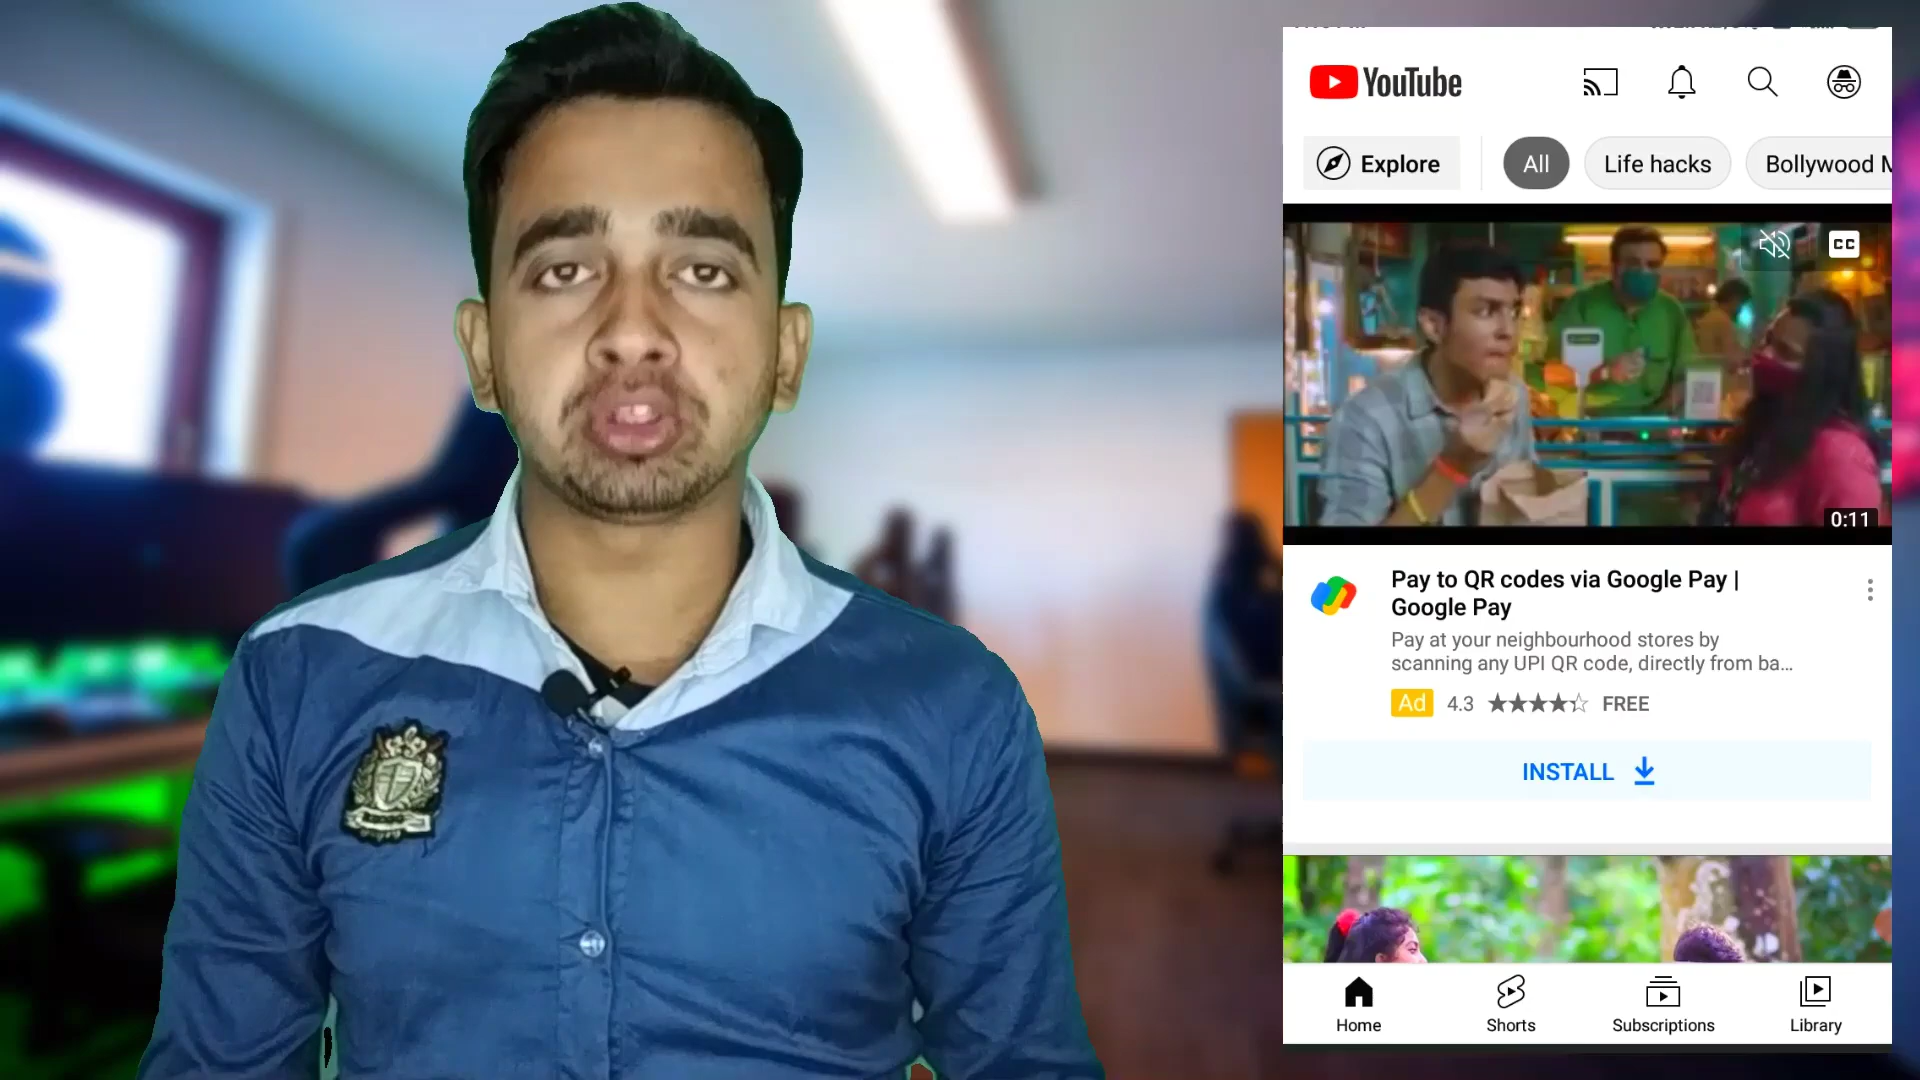 YouTube
Explore
All
Life hacks
Bollywood M
CC
0:11
Pay to QR codes via Google Pay |
Google Pay
Pay at your neighbourhood stores by
scanning any UPI QR code, directly from ba...
Ad 4.3 FREE
INSTALL
Home
Shorts
Subscriptions
Library